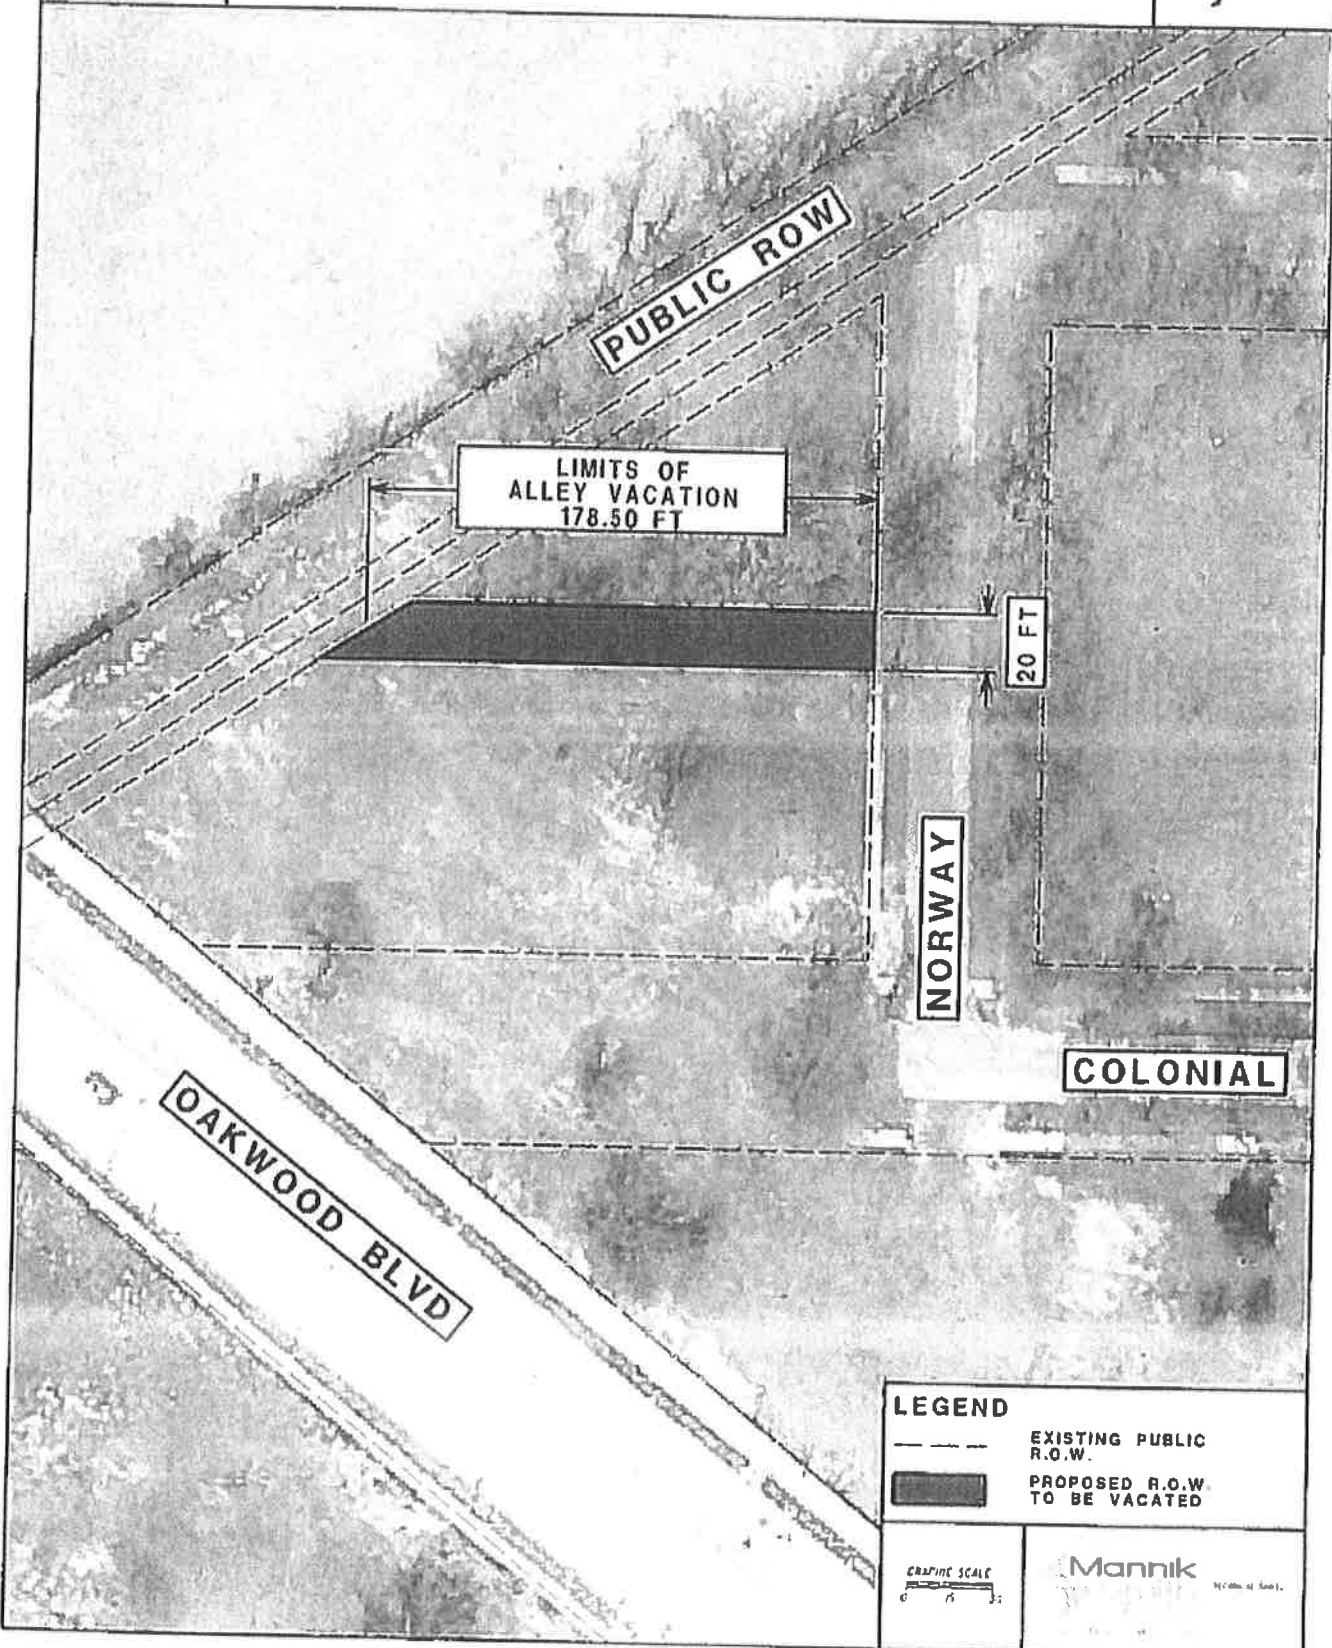 PUBLIC ROW
LIMITS OF
ALLEY VACATION
178.50 FT
20 FT
NORWAY
COLONIAL
OAKWOOD BLVD
LEGEND
EXISTING PUBLIC
R.O.W.
PROPOSED R.O.W.
TO BE VACATED
GRAPHIC SCALE
0
Mannik